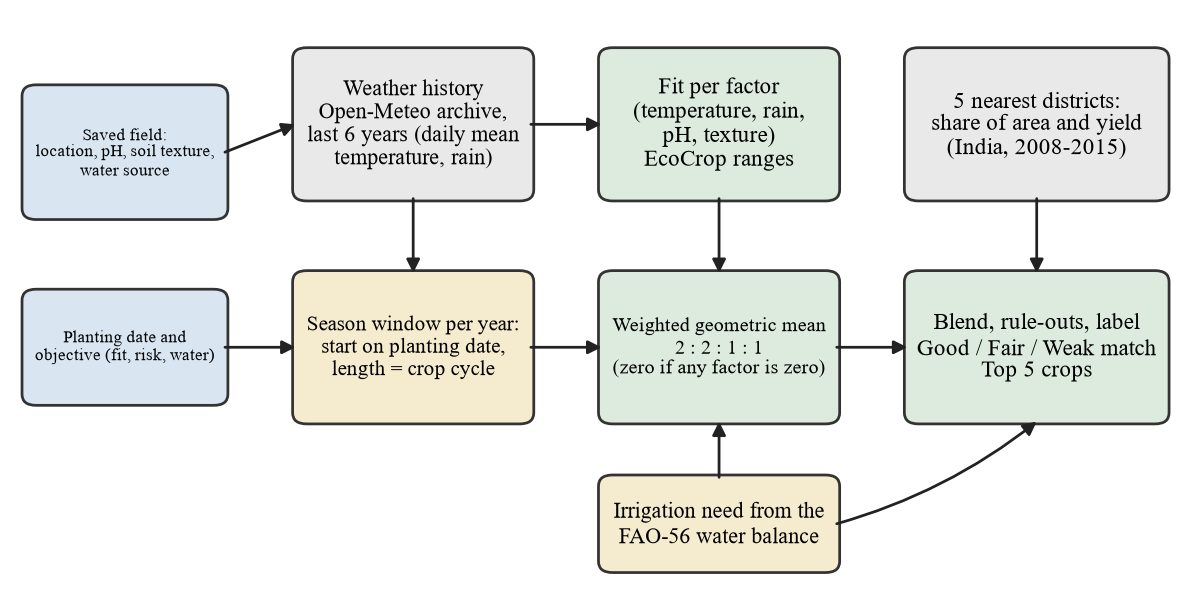 Saved field:
location, pH, soil texture,
water source
Weather history
Open-Meteo archive,
last 6 years (daily mean
temperature, rain)
Fit per factor
(temperature, rain,
pH, texture)
EcoCrop ranges
5 nearest districts:
share of area and yield
(India, 2008-2015)
Planting date and
objective (fit, risk, water)
Season window per year:
start on planting date,
length = crop cycle
Weighted geometric mean
2 : 2 : 1 : 1
(zero if any factor is zero)
Blend, rule-outs, label
Good / Fair / Weak match
Top 5 crops
Irrigation need from the
FAO-56 water balance